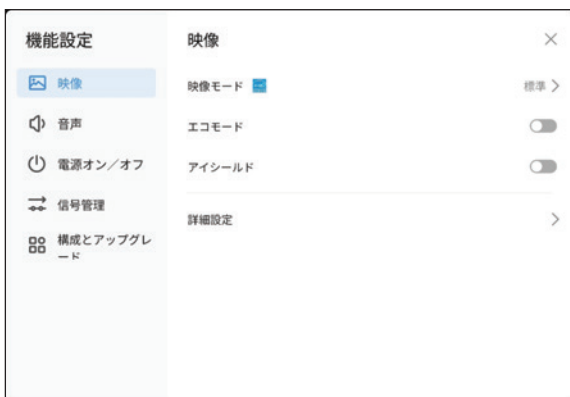 機能設定
映像
音声
電源オン／オフ
信号管理
構成とアップグレ
ード
映像
映像モード
標準
エコモード
アイシールド
詳細設定